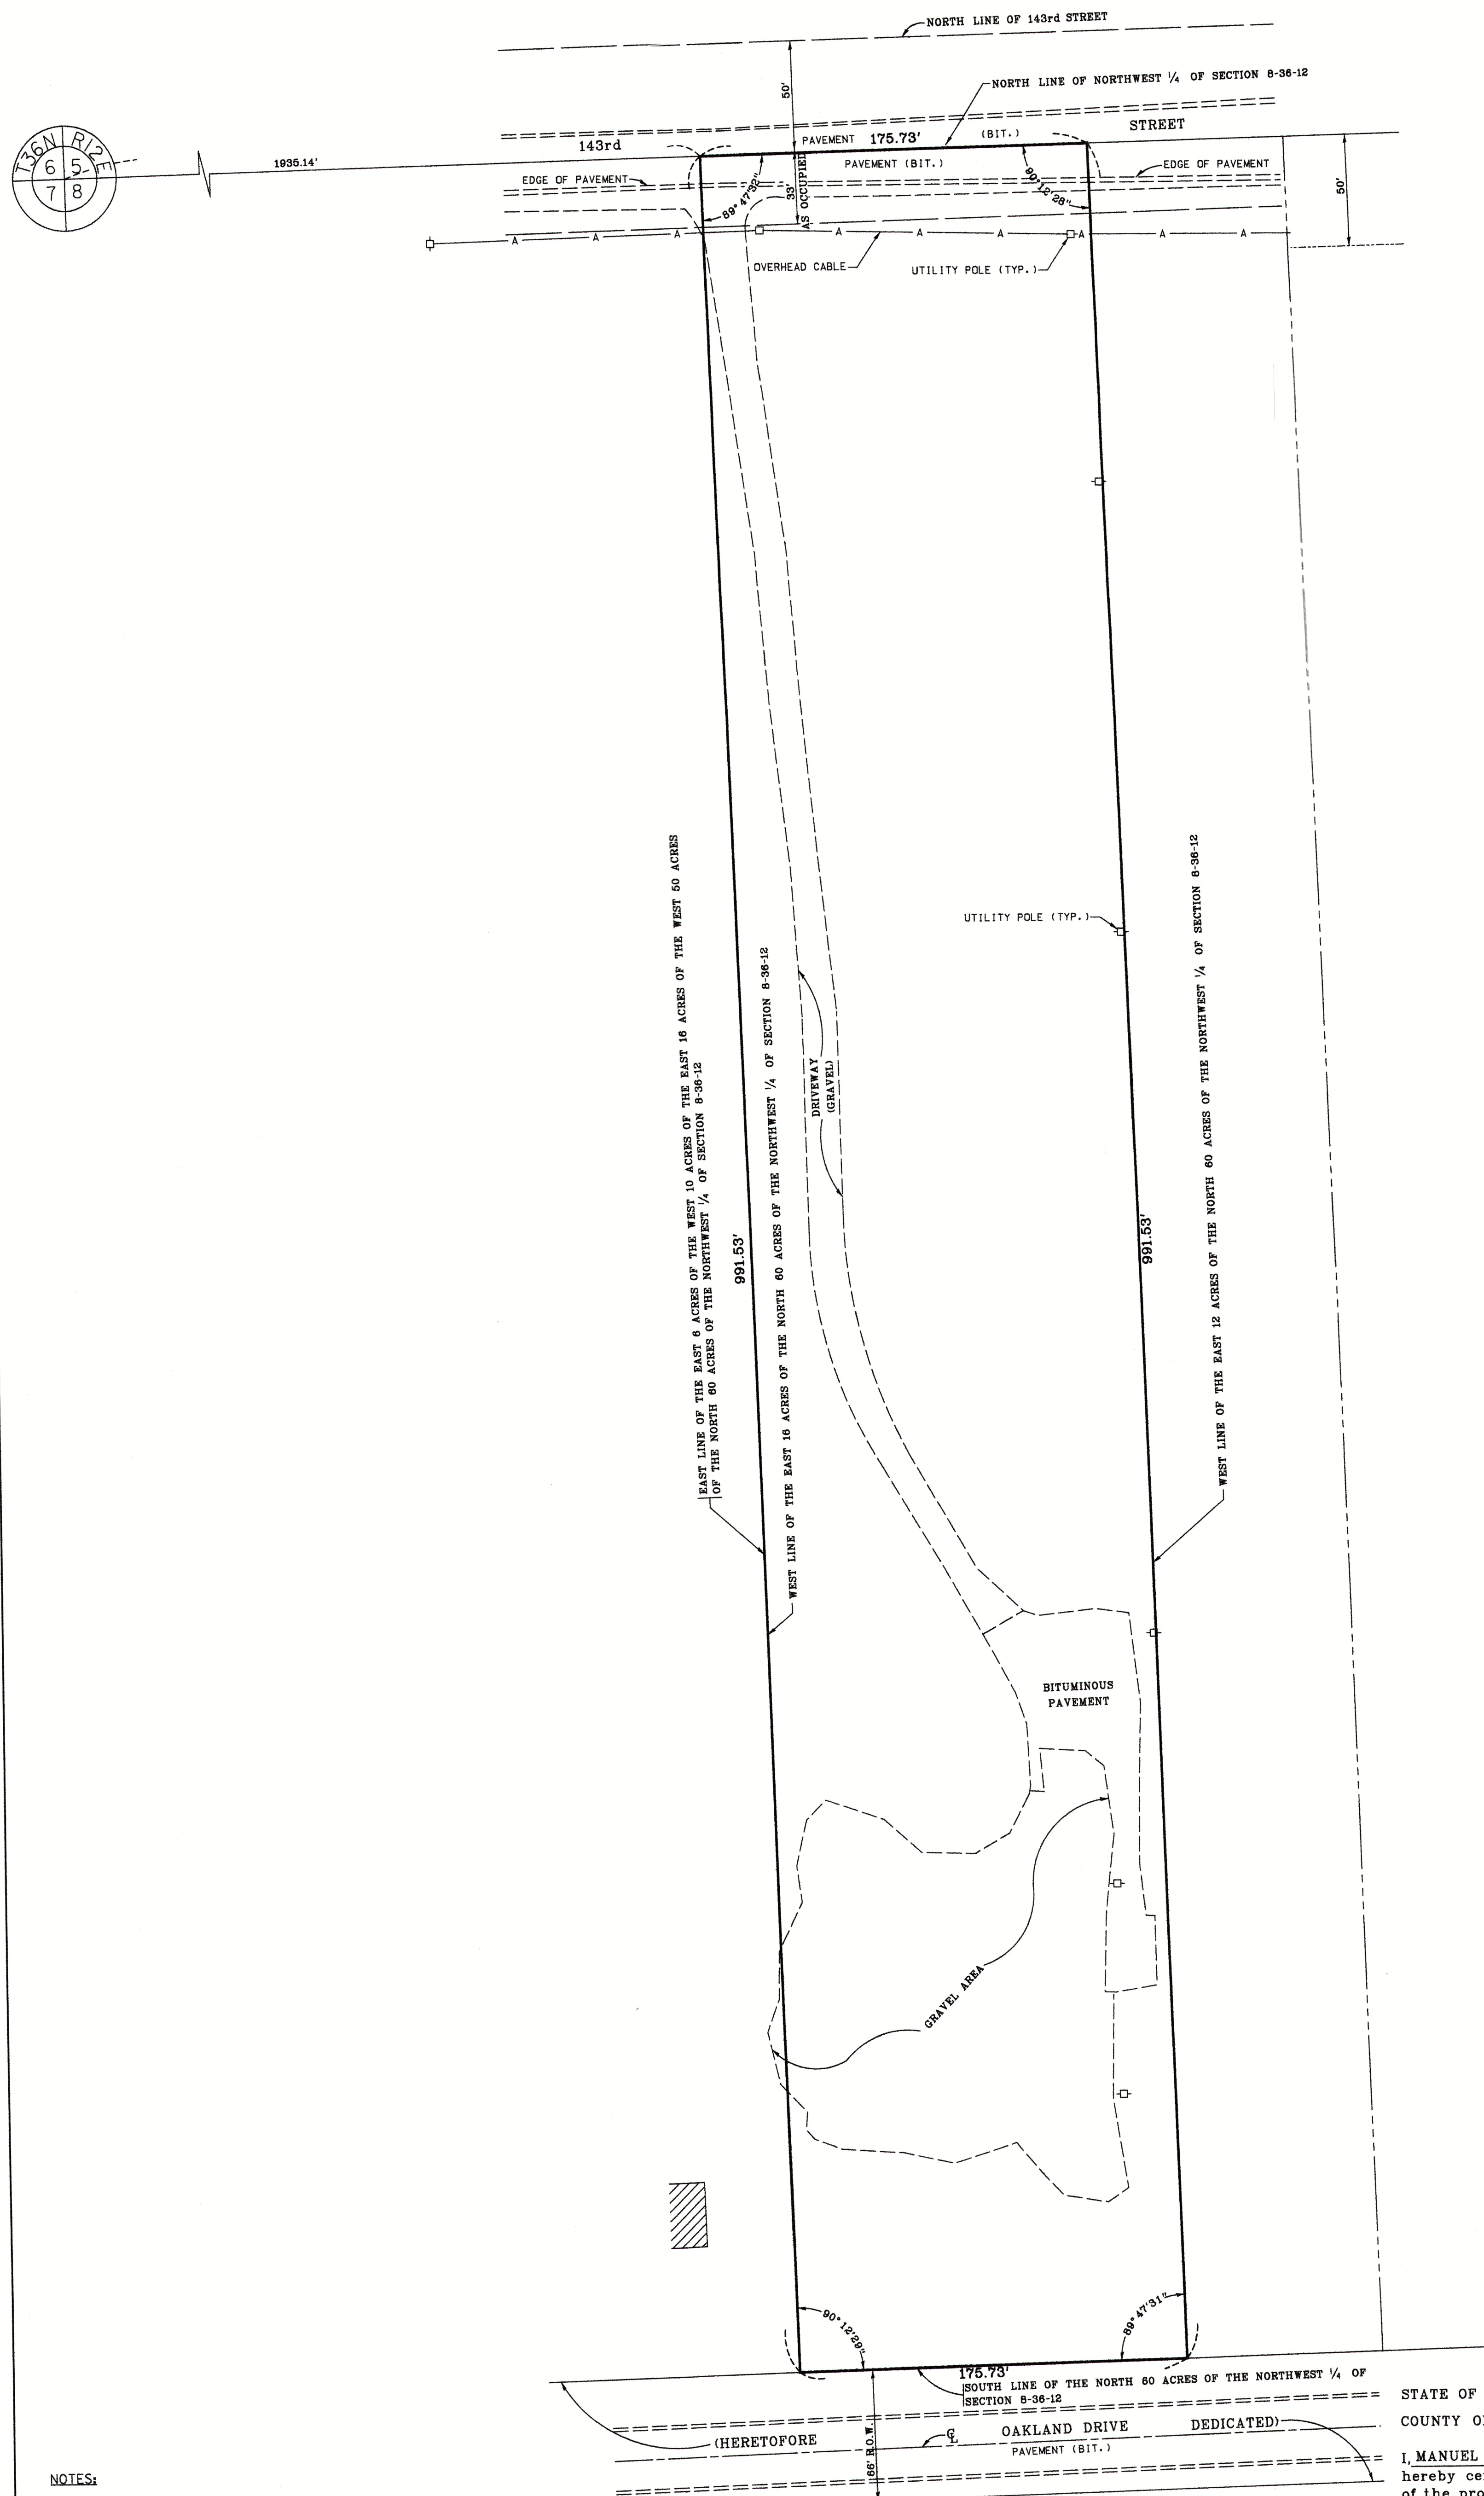 NORTH LINE OF 143rd STREET
50'
NORTH LINE OF NORTHWEST 1/4 OF SECTION 8-36-12
T36N R12E
6 5
7 8
1935.14'
143rd
PAVEMENT 175.73' (BIT.)
STREET
PAVEMENT (BIT.)
EDGE OF PAVEMENT
EDGE OF PAVEMENT
89°47'32"
33'
AS OCCUPIED
90°12'28"
50'
A A A A A A A A A
OVERHEAD CABLE
UTILITY POLE (TYP.)
UTILITY POLE (TYP.)
EAST LINE OF THE EAST 6 ACRES OF THE WEST 10 ACRES OF THE EAST 16 ACRES OF THE WEST 50 ACRES
OF THE NORTH 60 ACRES OF THE NORTHWEST 1/4 OF SECTION 8-36-12
WEST LINE OF THE EAST 16 ACRES OF THE NORTH 60 ACRES OF THE NORTHWEST 1/4 OF SECTION 8-36-12
WEST LINE OF THE EAST 12 ACRES OF THE NORTH 60 ACRES OF THE NORTHWEST 1/4 OF SECTION 8-36-12
DRIVEWAY
(GRAVEL)
991.53'
991.53'
BITUMINOUS
PAVEMENT
GRAVEL AREA
90°12'29"
89°47'31"
175.73'
SOUTH LINE OF THE NORTH 60 ACRES OF THE NORTHWEST 1/4 OF
SECTION 8-36-12
(HERETOFORE ℄ OAKLAND DRIVE DEDICATED)
PAVEMENT (BIT.)
66' R.O.W.
NOTES:
STATE OF
COUNTY O
I, MANUEL
hereby ce
of the pro